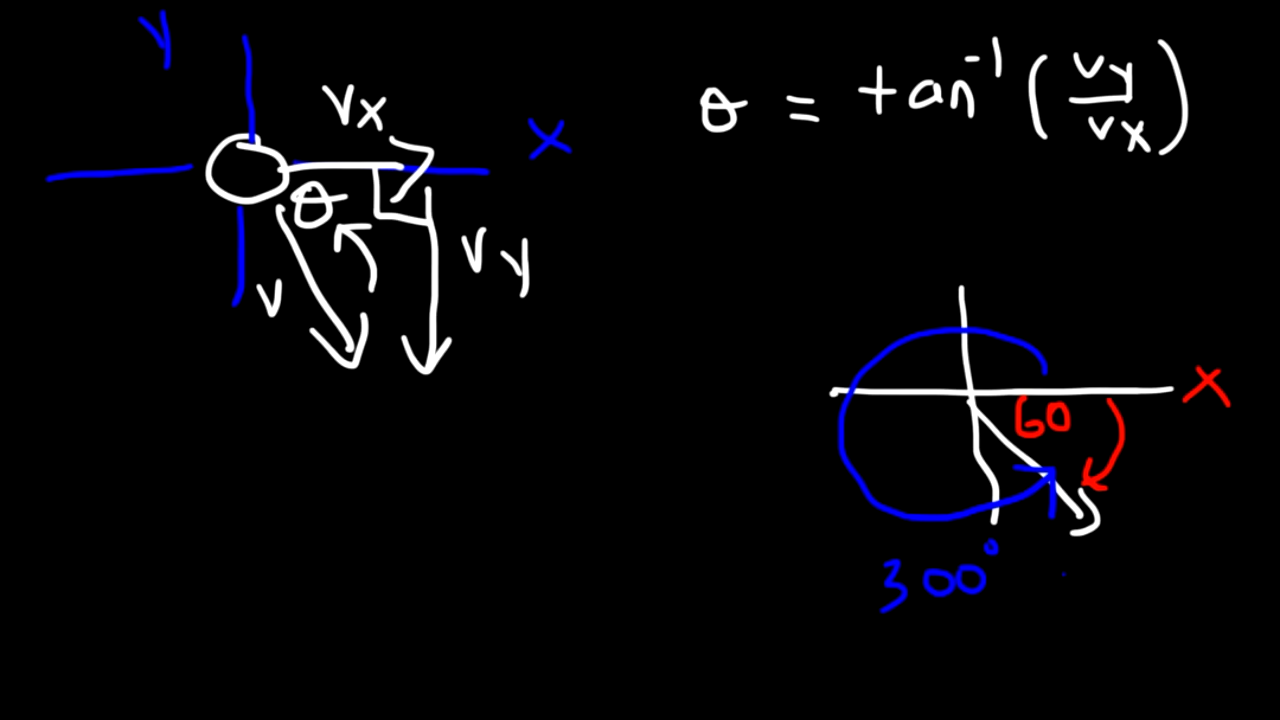 y
vx
x
θ
v
vy
θ = tan⁻¹ (vy/vx)
x
60
300°